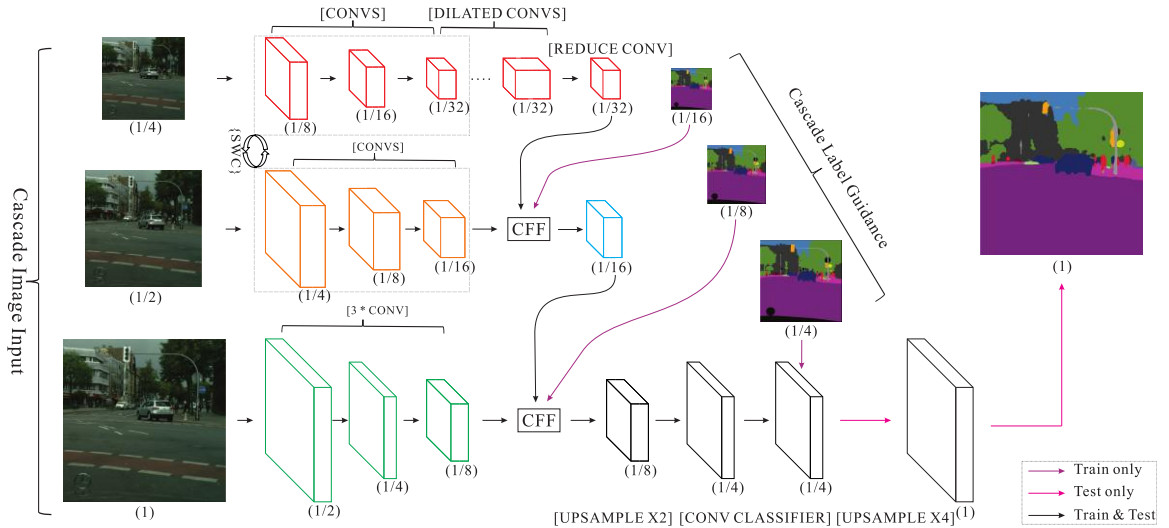 Cascade Image Input
[CONVS]
[DILATED CONVS]
[REDUCE CONV]
(1/4)
(1/8)
(1/16)
(1/32)
(1/32)
(1/32)
(1/16)
Cascade Label Guidance
{SWC}
[CONVS]
(1/2)
(1/4)
(1/8)
(1/16)
CFF
(1/16)
(1/8)
(1)
[3 * CONV]
(1)
(1/2)
(1/4)
(1/8)
CFF
(1/8)
(1/4)
(1/4)
(1/4)
(1)
[UPSAMPLE X2]
[CONV CLASSIFIER]
[UPSAMPLE X4]
Train only
Test only
Train & Test